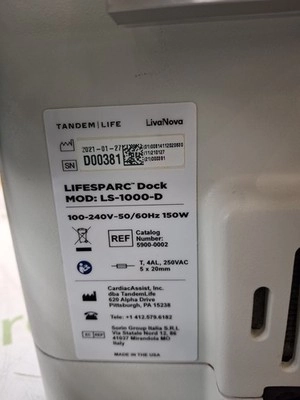 TANDEM | LIFE LivaNova
2021-01-27
SN D00381
LIFESPARC™ Dock
MOD: LS-1000-D
100-240V-50/60Hz 150W
REF Catalog
Number:
5900-0002
T, 4AL, 250VAC
5 x 20mm
CardiacAssist, Inc.
dba TandemLife
620 Alpha Drive
Pittsburgh, PA 15238
Tele: +1 412.579.6182
EC REP Sorin Group Italia S.R.L
Via Statale Nord 12, 86
41037 Mirandola MO
Italy
MADE IN THE USA